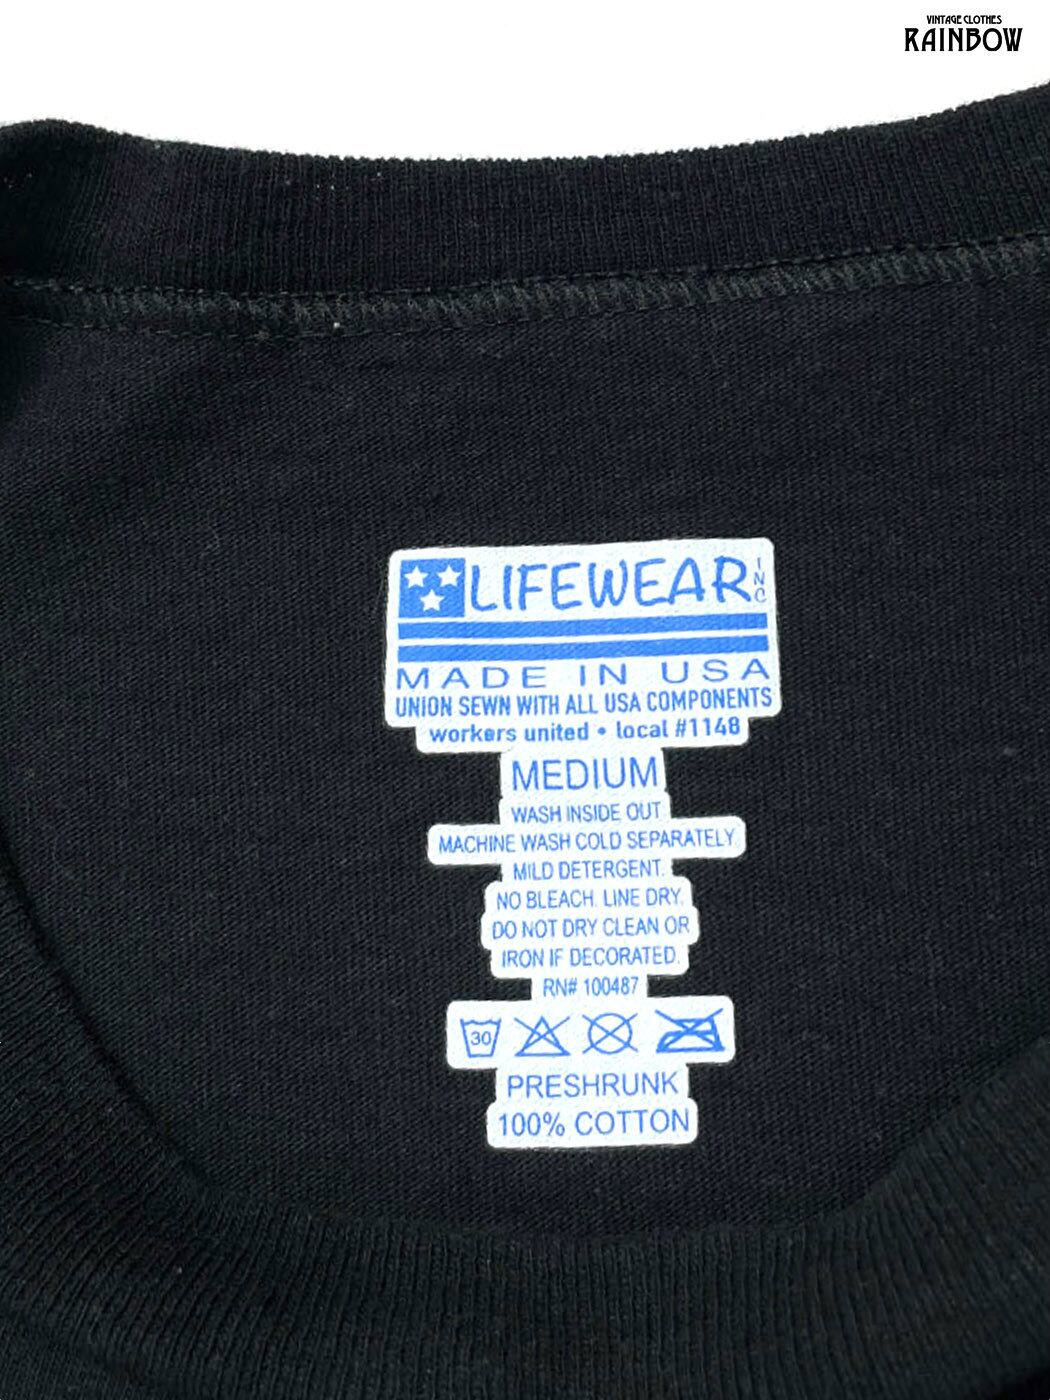 VINTAGE CLOTHES
RAINBOW
LIFEWEAR INC
MADE IN USA
UNION SEWN WITH ALL USA COMPONENTS
workers united • local #1148
MEDIUM
WASH INSIDE OUT
MACHINE WASH COLD SEPARATELY.
MILD DETERGENT.
NO BLEACH. LINE DRY.
DO NOT DRY CLEAN OR
IRON IF DECORATED.
RN# 100487
30
PRESHRUNK
100% COTTON